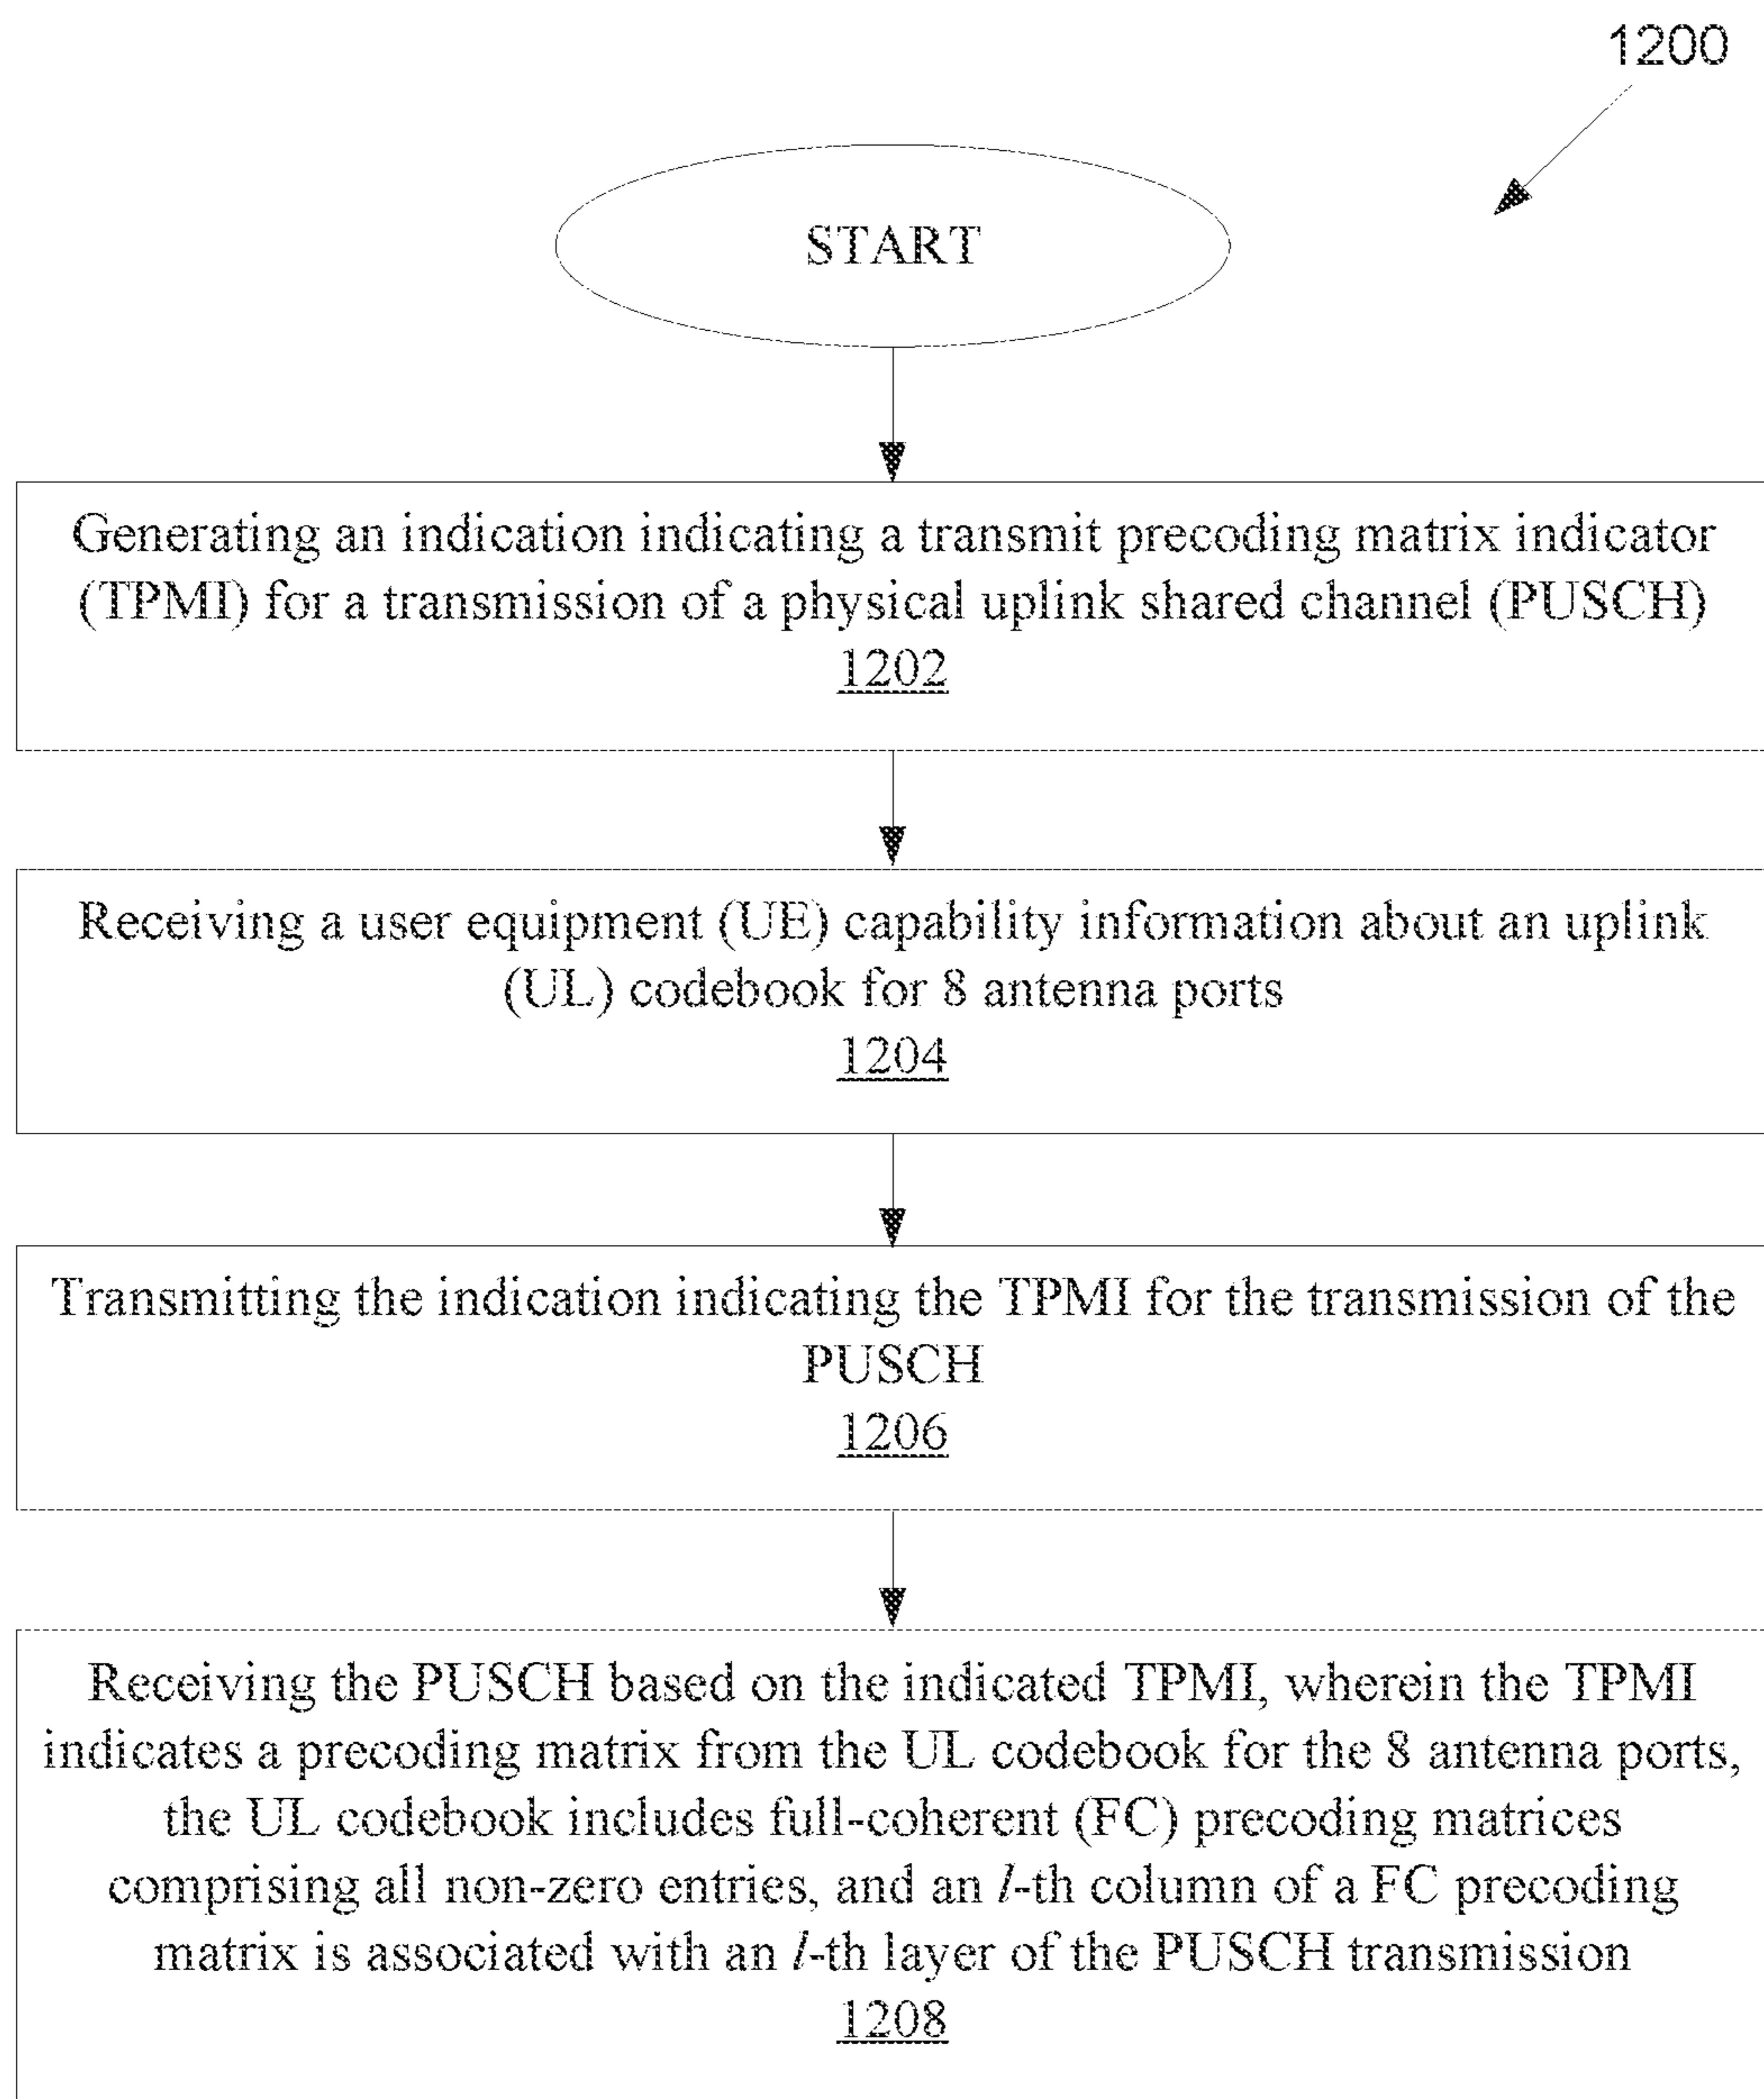 1200
START
Generating an indication indicating a transmit precoding matrix indicator
(TPMI) for a transmission of a physical uplink shared channel (PUSCH)
1202
Receiving a user equipment (UE) capability information about an uplink
(UL) codebook for 8 antenna ports
1204
Transmitting the indication indicating the TPMI for the transmission of the
PUSCH
1206
Receiving the PUSCH based on the indicated TPMI, wherein the TPMI
indicates a precoding matrix from the UL codebook for the 8 antenna ports,
the UL codebook includes full-coherent (FC) precoding matrices
comprising all non-zero entries, and an l-th column of a FC precoding
matrix is associated with an l-th layer of the PUSCH transmission
1208